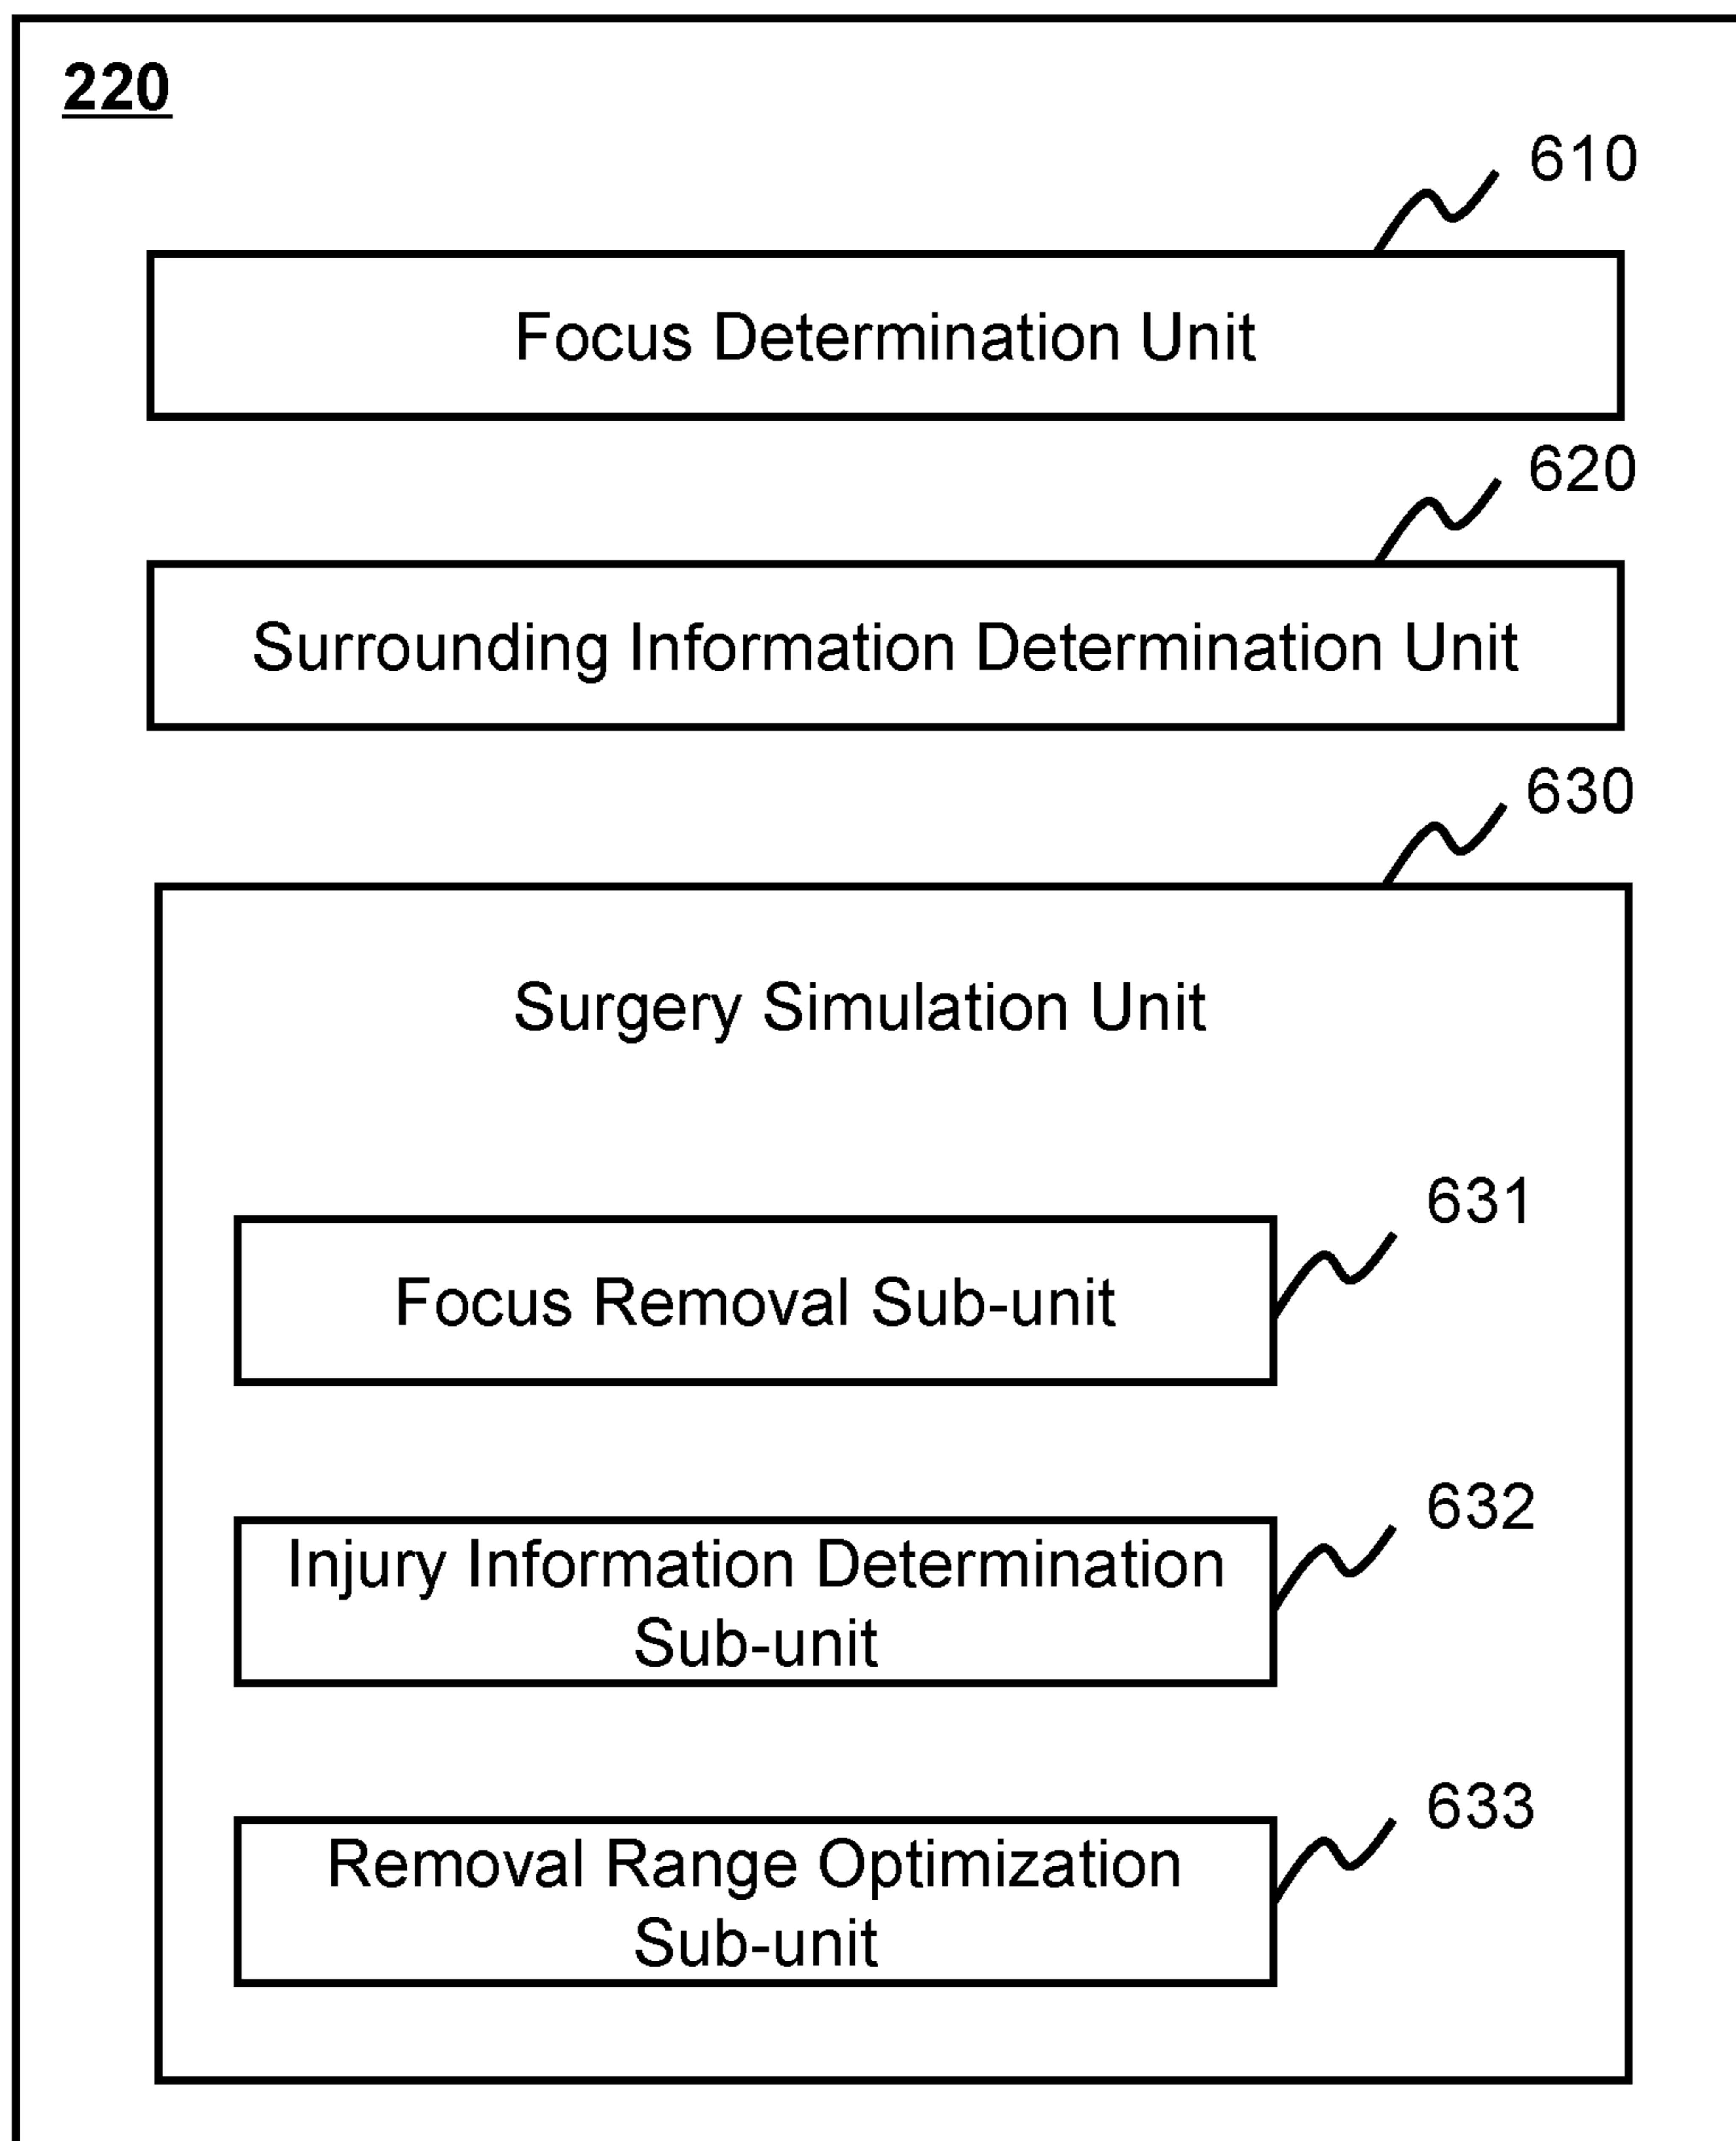 220
610
Focus Determination Unit
620
Surrounding Information Determination Unit
630
Surgery Simulation Unit
631
Focus Removal Sub-unit
632
Injury Information Determination
Sub-unit
633
Removal Range Optimization
Sub-unit